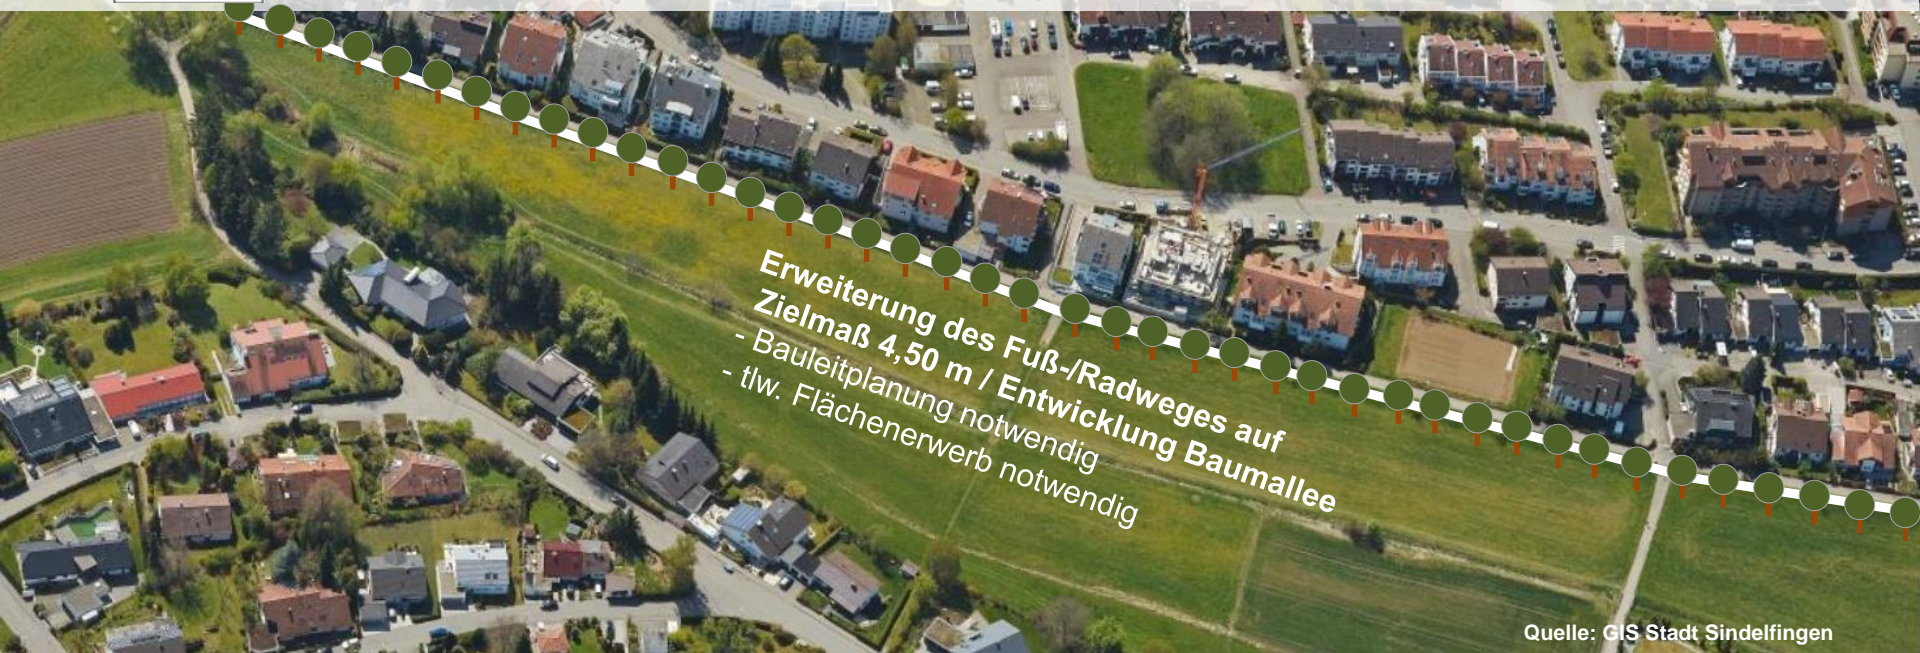 Erweiterung des Fuß-/Radweges auf
Zielmaß 4,50 m / Entwicklung Baumallee
- Bauleitplanung notwendig
- tlw. Flächenerwerb notwendig
Quelle: GIS Stadt Sindelfingen